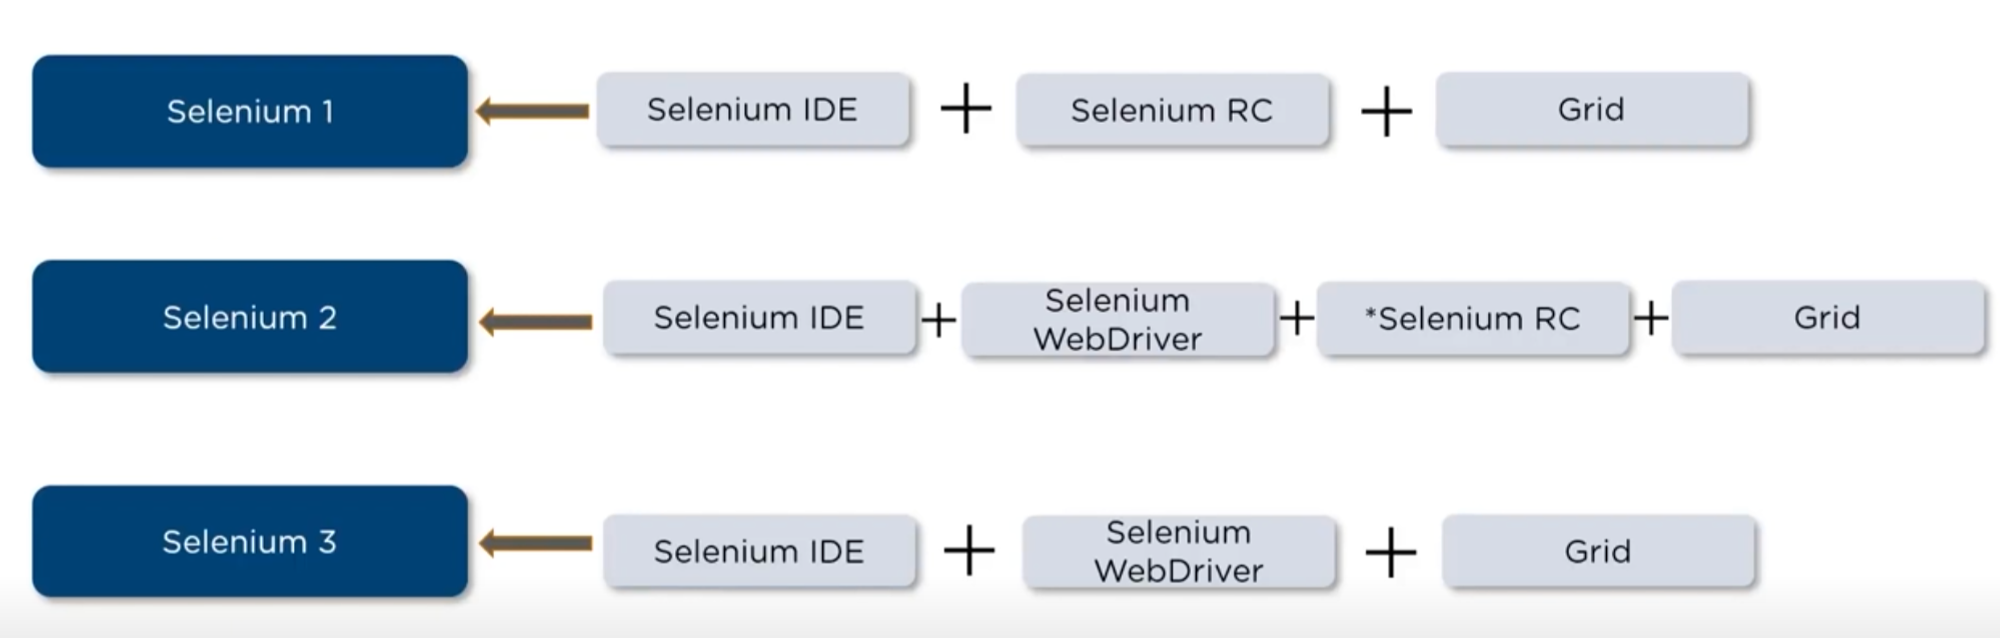 Selenium 1
Selenium IDE + Selenium RC + Grid
Selenium 2
Selenium IDE + Selenium
WebDriver + *Selenium RC + Grid
Selenium 3
Selenium IDE + Selenium
WebDriver + Grid